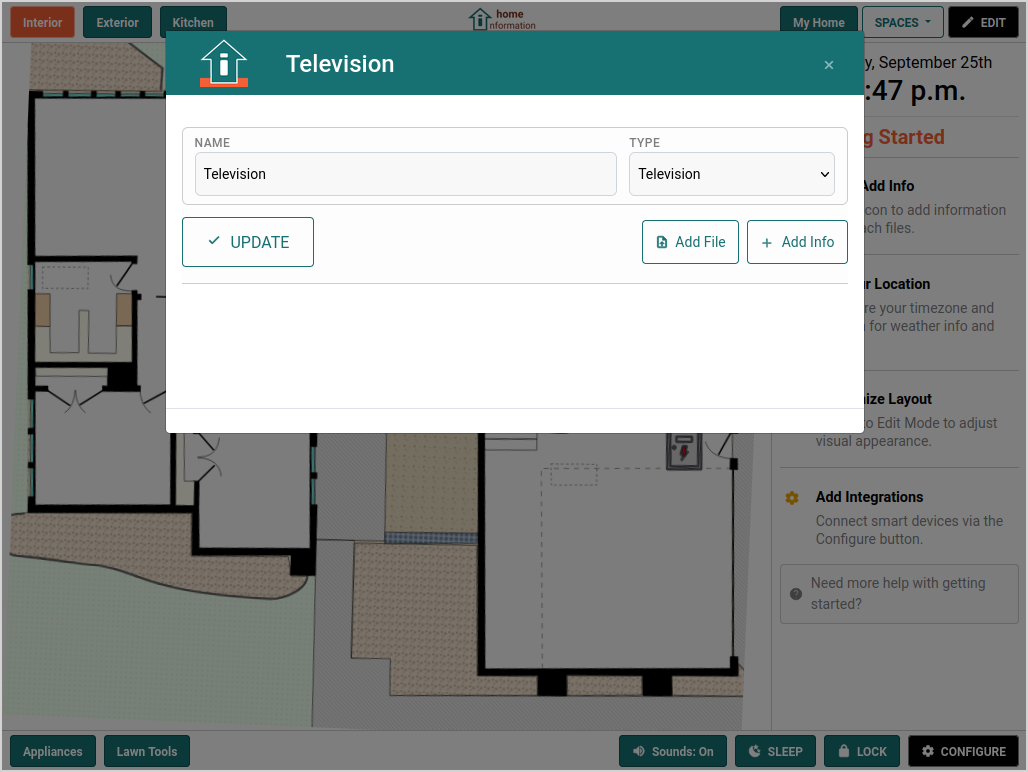 Interior
Exterior
Kitchen
home
nformation
My Home
SPACES
EDIT
Television
×
y, September 25th
:47 p.m.
NAME
TYPE
Television
Television
UPDATE
Add File
Add Info
g Started
Add Info
con to add information
ch files.
r Location
re your timezone and
for weather info and
ize Layout
to Edit Mode to adjust
visual appearance.
Add Integrations
Connect smart devices via the
Configure button.
Need more help with getting
started?
Appliances
Lawn Tools
Sounds: On
SLEEP
LOCK
CONFIGURE